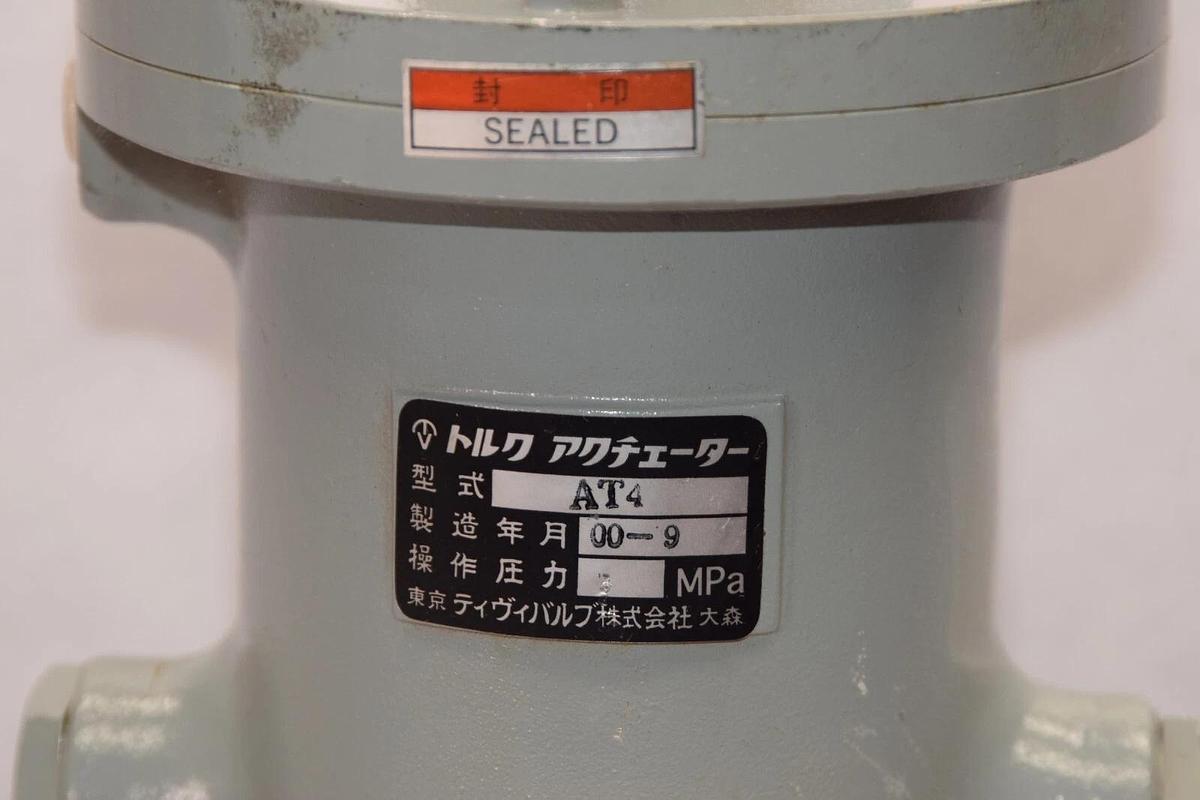 封 印
SEALED
トルク アクチェーター
型式 AT4
製造年月 00-9
操作圧力 MPa
東京 ティヴィバルブ株式会社 大森